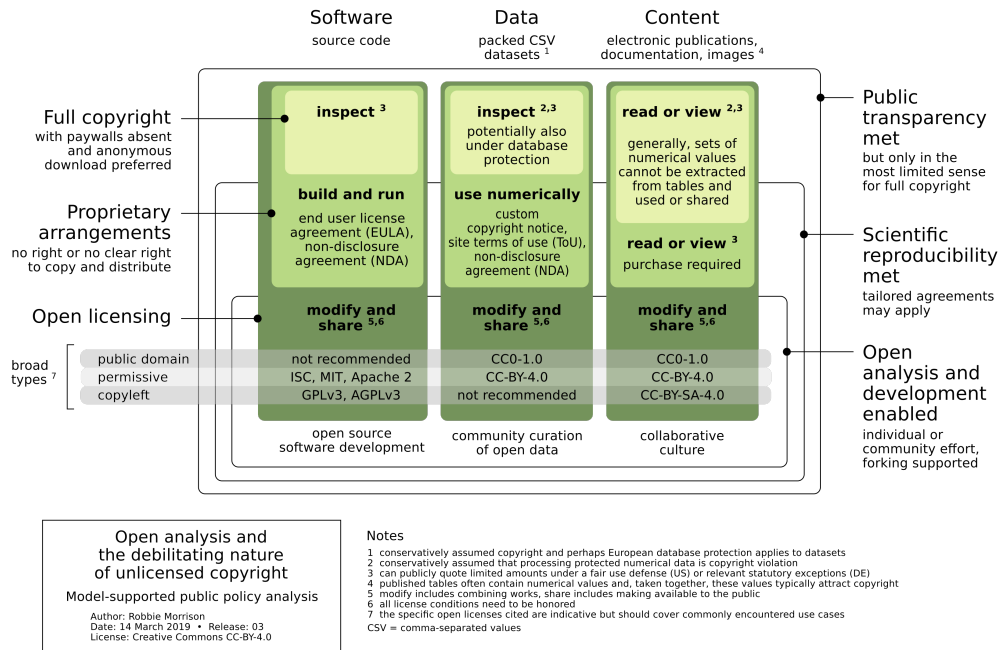 Software
source code
Data
packed CSV
datasets 1
Content
electronic publications,
documentation, images 4
Full copyright
with paywalls absent
and anonymous
download preferred
Proprietary
arrangements
no right or no clear right
to copy and distribute
Open licensing
broad
types 7
inspect 3
build and run
end user license
agreement (EULA),
non-disclosure
agreement (NDA)
modify and
share 5,6
inspect 2,3
potentially also
under database
protection
use numerically
custom
copyright notice,
site terms of use (ToU),
non-disclosure
agreement (NDA)
modify and
share 5,6
read or view 2,3
generally, sets of
numerical values
cannot be extracted
from tables and
used or shared
read or view 3
purchase required
modify and
share 5,6
public domain not recommended CC0-1.0 CC0-1.0
permissive ISC, MIT, Apache 2 CC-BY-4.0 CC-BY-4.0
copyleft GPLv3, AGPLv3 not recommended CC-BY-SA-4.0
open source
software development
community curation
of open data
collaborative
culture
Public
transparency
met
but only in the
most limited sense
for full copyright
Scientific
reproducibility
met
tailored agreements
may apply
Open
analysis and
development
enabled
individual or
community effort,
forking supported
Open analysis and
the debilitating nature
of unlicensed copyright
Model-supported public policy analysis
Author: Robbie Morrison
Date: 14 March 2019 • Release: 03
License: Creative Commons CC-BY-4.0
Notes
1 conservatively assumed copyright and perhaps European database protection applies to datasets
2 conservatively assumed that processing protected numerical data is copyright violation
3 can publicly quote limited amounts under a fair use defense (US) or relevant statutory exceptions (DE)
4 published tables often contain numerical values and, taken together, these values typically attract copyright
5 modify includes combining works, share includes making available to the public
6 all license conditions need to be honored
7 the specific open licenses cited are indicative but should cover commonly encountered use cases
CSV = comma-separated values